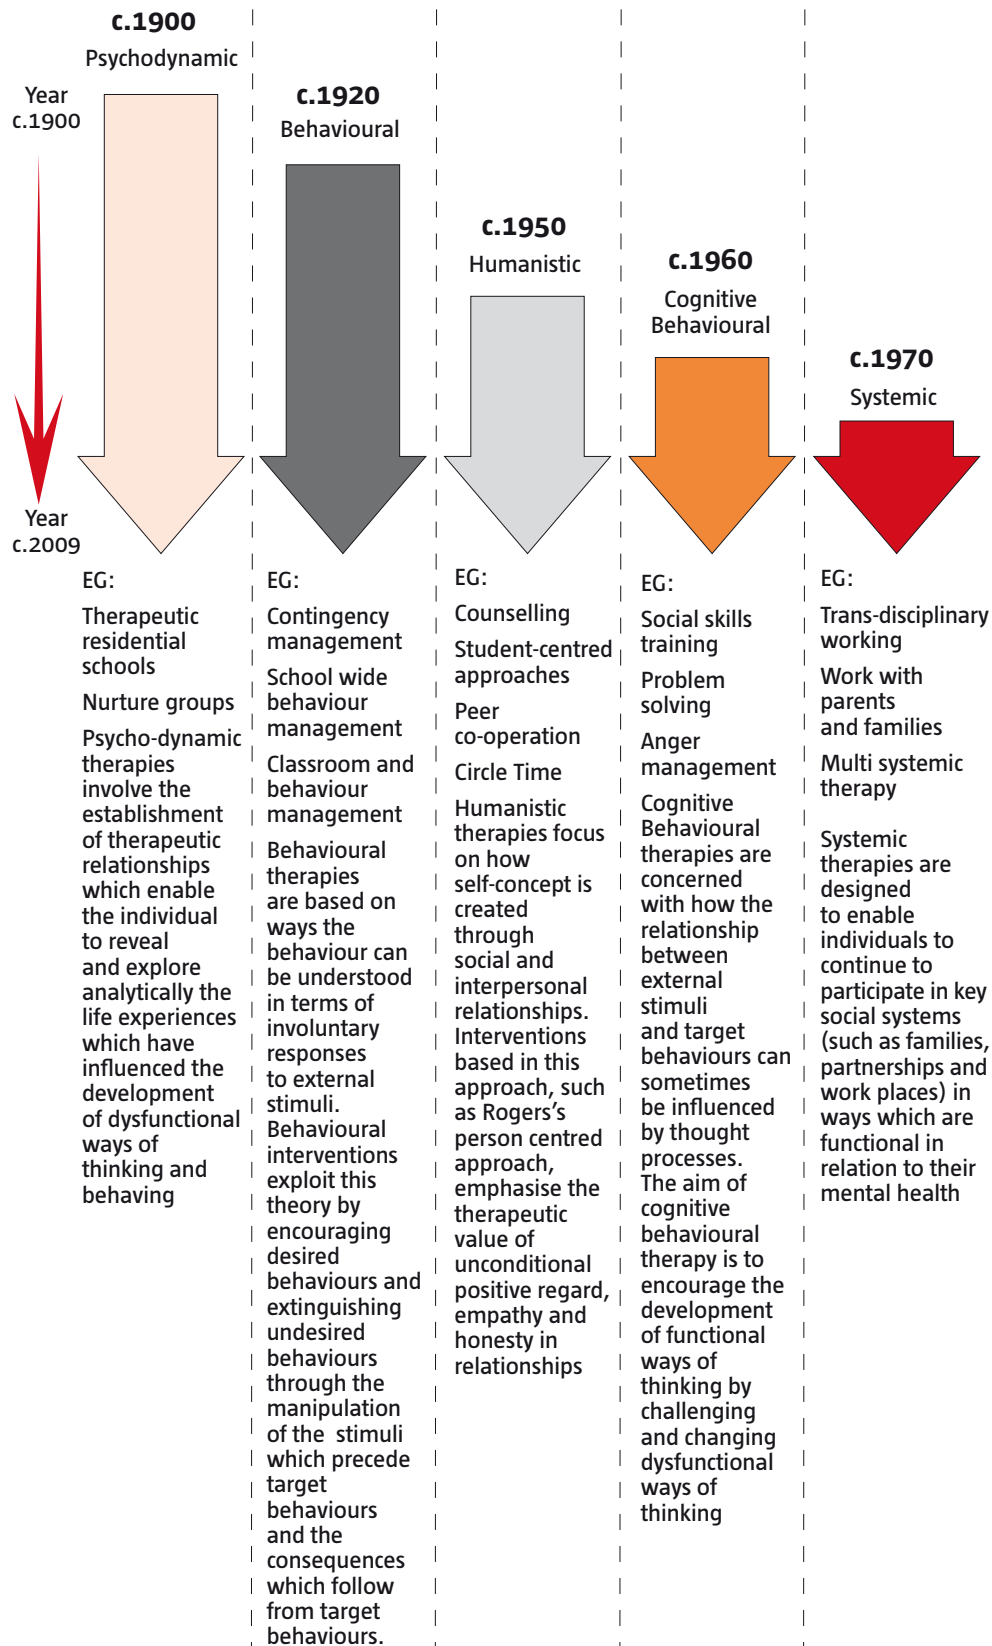 Year
c.1900
Year
c.2009
c.1900
Psychodynamic
EG:
Therapeutic
residential
schools
Nurture groups
Psycho-dynamic
therapies
involve the
establishment
of therapeutic
relationships
which enable
the individual
to reveal
and explore
analytically the
life experiences
which have
influenced the
development
of dysfunctional
ways of
thinking and
behaving
c.1920
Behavioural
EG:
Contingency
management
School wide
behaviour
management
Classroom and
behaviour
management
Behavioural
therapies
are based on
ways the
behaviour can
be understood
in terms of
involuntary
responses
to external
stimuli.
Behavioural
interventions
exploit this
theory by
encouraging
desired
behaviours and
extinguishing
undesired
behaviours
through the
manipulation
of the stimuli
which precede
target
behaviours
and the
consequences
which follow
from target
behaviours.
c.1950
Humanistic
EG:
Counselling
Student-centred
approaches
Peer
co-operation
Circle Time
Humanistic
therapies focus
on how
self-concept is
created
through
social and
interpersonal
relationships.
Interventions
based in this
approach, such
as Rogers's
person centred
approach,
emphasise the
therapeutic
value of
unconditional
positive regard,
empathy and
honesty in
relationships
c.1960
Cognitive
Behavioural
EG:
Social skills
training
Problem
solving
Anger
management
Cognitive
Behavioural
therapies are
concerned
with how the
relationship
between
external
stimuli
and target
behaviours can
sometimes
be influenced
by thought
processes.
The aim of
cognitive
behavioural
therapy is to
encourage the
development
of functional
ways of
thinking by
challenging
and changing
dysfunctional
ways of
thinking
c.1970
Systemic
EG:
Trans-disciplinary
working
Work with
parents
and families
Multi systemic
therapy
Systemic
therapies are
designed
to enable
individuals to
continue to
participate in key
social systems
(such as families,
partnerships and
work places) in
ways which are
functional in
relation to their
mental health